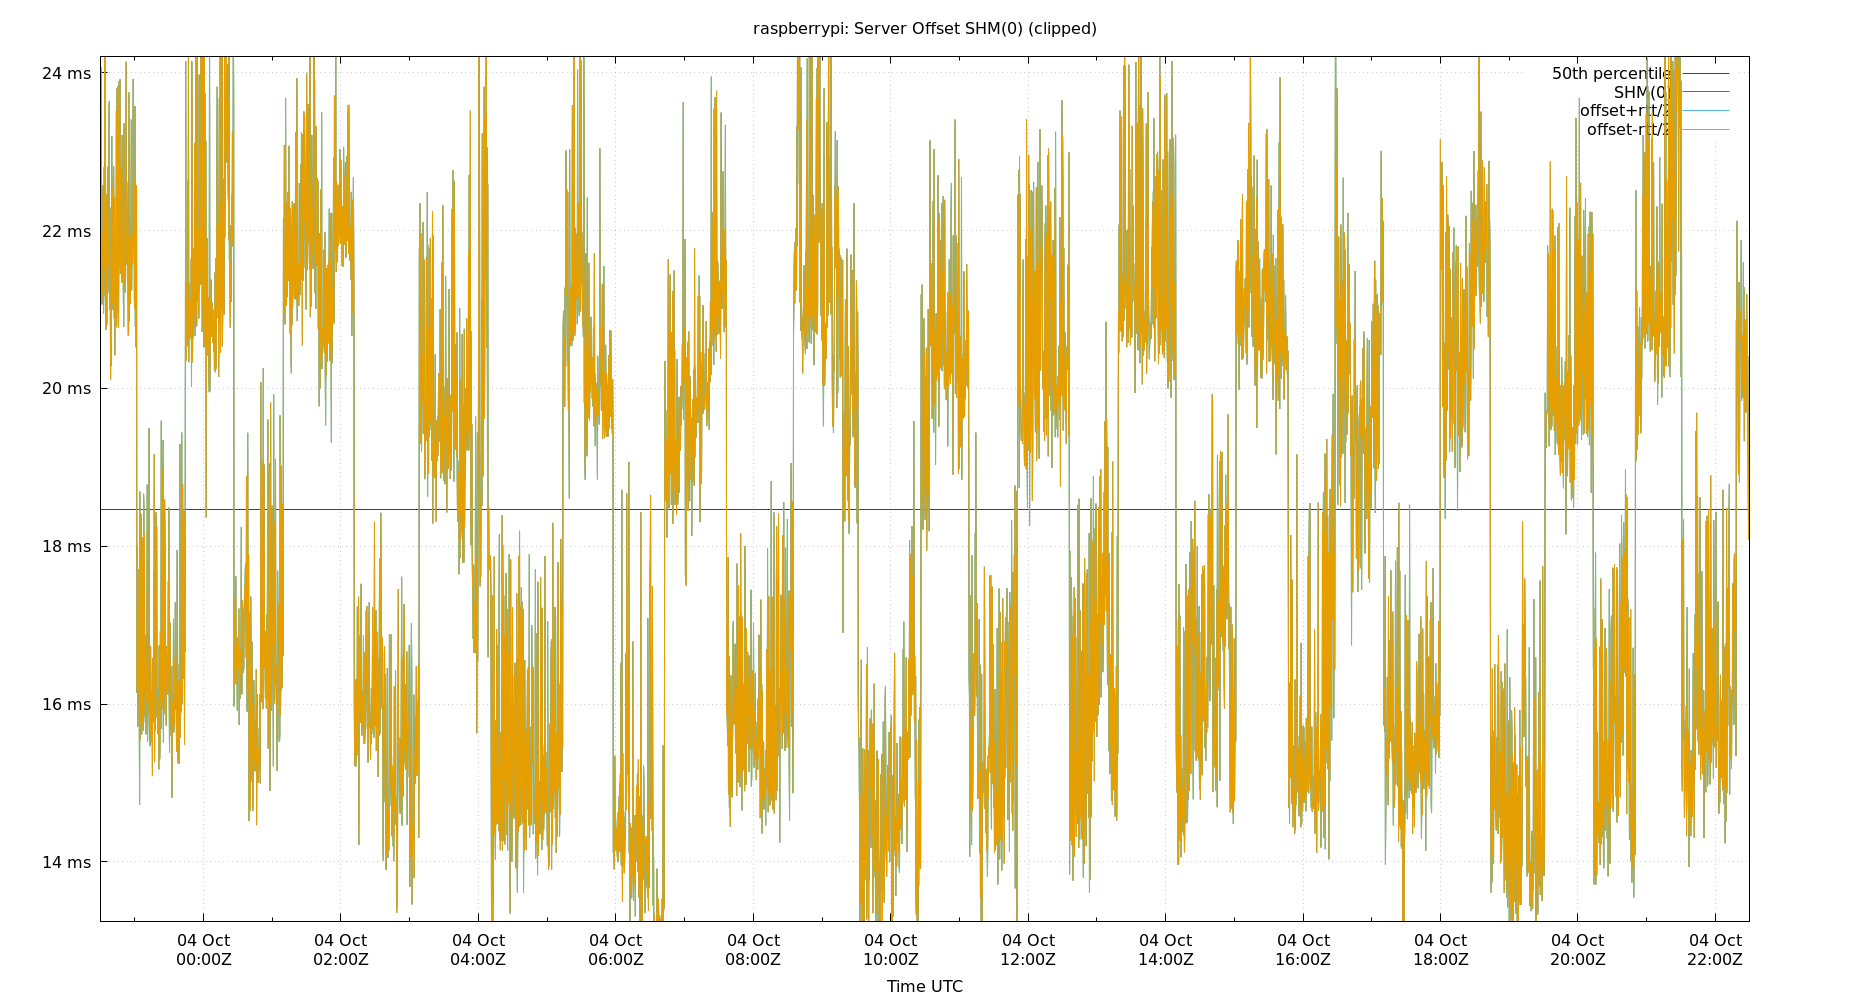 raspberrypi: Server Offset SHM(0) (clipped)
24 ms
22 ms
20 ms
18 ms
16 ms
14 ms
50th percentile
SHM(0)
offset+rtt/2
offset-rtt/2
04 Oct 04 Oct 04 Oct 04 Oct 04 Oct 04 Oct 04 Oct 04 Oct 04 Oct 04 Oct 04 Oct 04 Oct
00:00Z 02:00Z 04:00Z 06:00Z 08:00Z 10:00Z 12:00Z 14:00Z 16:00Z 18:00Z 20:00Z 22:00Z
Time UTC